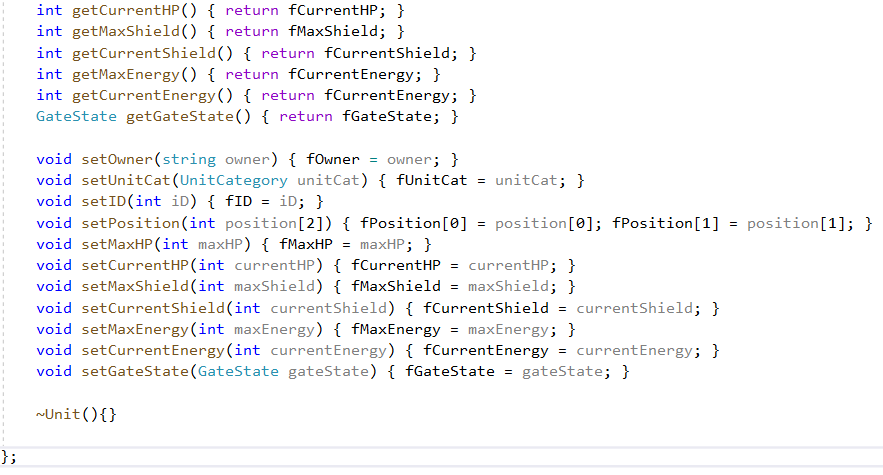 int getCurrentHP() { return fCurrentHP; }
int getMaxShield() { return fMaxShield; }
int getCurrentShield() { return fCurrentShield; }
int getMaxEnergy() { return fCurrentEnergy; }
int getCurrentEnergy() { return fCurrentEnergy; }
GateState getGateState() { return fGateState; }
void setOwner(string owner) { fOwner = owner; }
void setUnitCat(UnitCategory unitCat) { fUnitCat = unitCat; }
void setID(int iD) { fID = iD; }
void setPosition(int position[2]) { fPosition[0] = position[0]; fPosition[1] = position[1]; }
void setMaxHP(int maxHP) { fMaxHP = maxHP; }
void setCurrentHP(int currentHP) { fCurrentHP = currentHP; }
void setMaxShield(int maxShield) { fMaxShield = maxShield; }
void setCurrentShield(int currentShield) { fCurrentShield = currentShield; }
void setMaxEnergy(int maxEnergy) { fMaxEnergy = maxEnergy; }
void setCurrentEnergy(int currentEnergy) { fCurrentEnergy = currentEnergy; }
void setGateState(GateState gateState) { fGateState = gateState; }
~Unit(){}
};